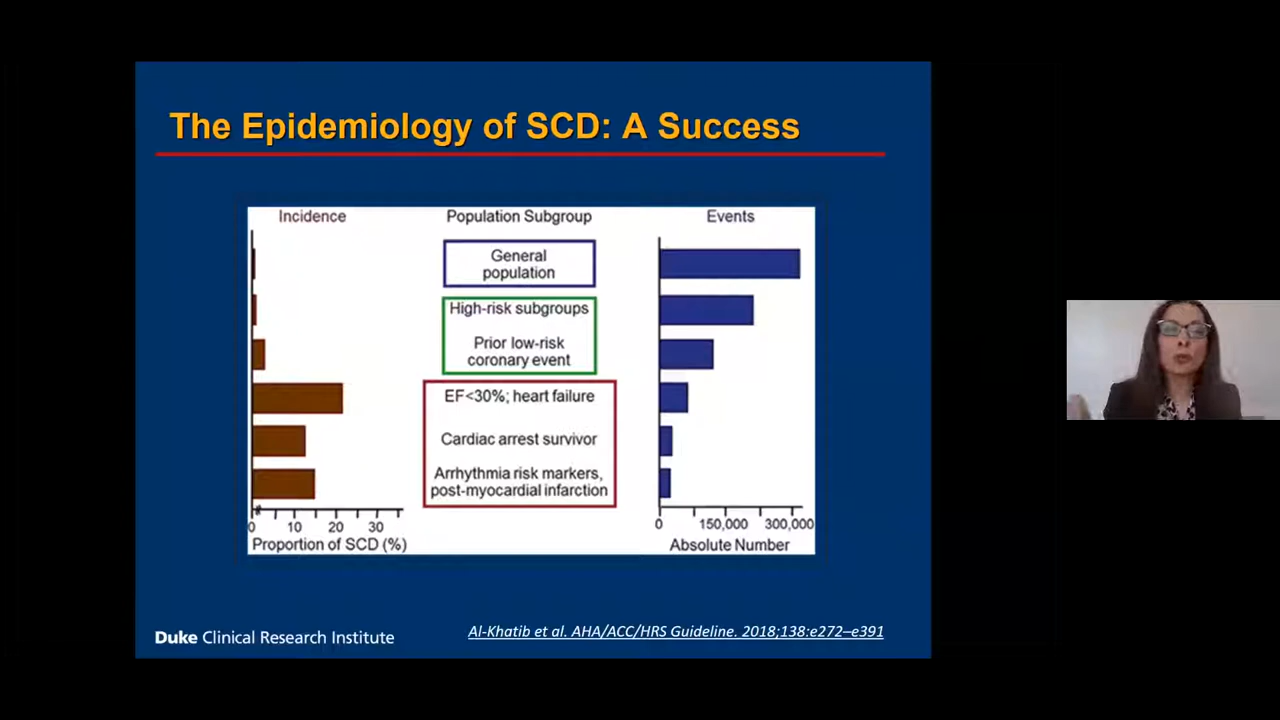 The Epidemiology of SCD: A Success
Incidence
Population Subgroup
Events
General
population
High-risk subgroups
Prior low-risk
coronary event
EF<30%; heart failure
Cardiac arrest survivor
Arrhythmia risk markers,
post-myocardial infarction
0 10 20 30
Proportion of SCD (%)
0 150,000 300,000
Absolute Number
Duke Clinical Research Institute
Al-Khatib et al. AHA/ACC/HRS Guideline. 2018;138:e272–e391